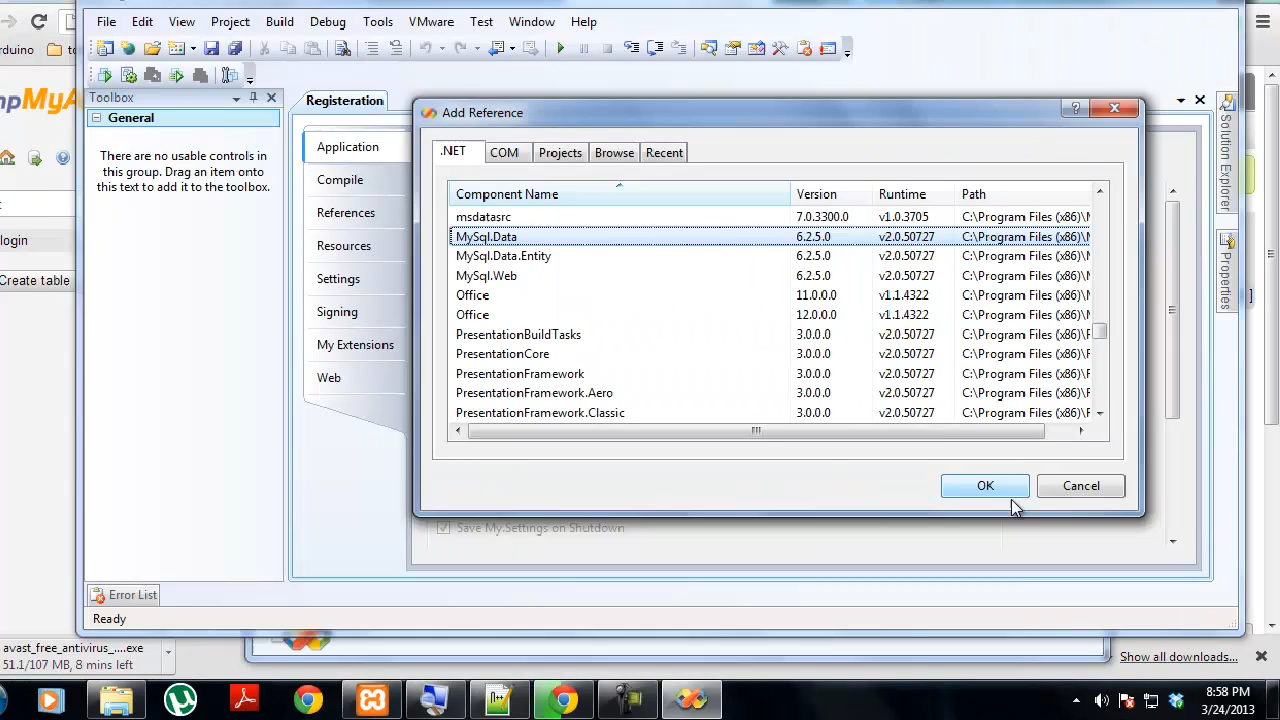 File Edit View Project Build Debug Tools VMware Test Window Help
rduino
to
npMyA
Toolbox
General
There are no usable controls in
this group. Drag an item onto
this text to add it to the toolbox.
t
login
Create table
Registeration
Application
Compile
References
Resources
Settings
Signing
My Extensions
Web
Add Reference
.NET COM Projects Browse Recent
Component Name Version Runtime Path
msdatasrc 7.0.3300.0 v1.0.3705 C:\Program Files (x86)\M
MySql.Data 6.2.5.0 v2.0.50727 C:\Program Files (x86)\M
MySql.Data.Entity 6.2.5.0 v2.0.50727 C:\Program Files (x86)\M
MySql.Web 6.2.5.0 v2.0.50727 C:\Program Files (x86)\M
Office 11.0.0.0 v1.1.4322 C:\Program Files (x86)\M
Office 12.0.0.0 v1.1.4322 C:\Program Files (x86)\M
PresentationBuildTasks 3.0.0.0 v2.0.50727 C:\Program Files (x86)\R
PresentationCore 3.0.0.0 v2.0.50727 C:\Program Files (x86)\R
PresentationFramework 3.0.0.0 v2.0.50727 C:\Program Files (x86)\R
PresentationFramework.Aero 3.0.0.0 v2.0.50727 C:\Program Files (x86)\R
PresentationFramework.Classic 3.0.0.0 v2.0.50727 C:\Program Files (x86)\R
OK Cancel
Save My.Settings on Shutdown
Solution Explorer
Properties
Error List
Ready
avast_free_antivirus_....exe
51.1/107 MB, 8 mins left
Show all downloads...
8:58 PM
3/24/2013